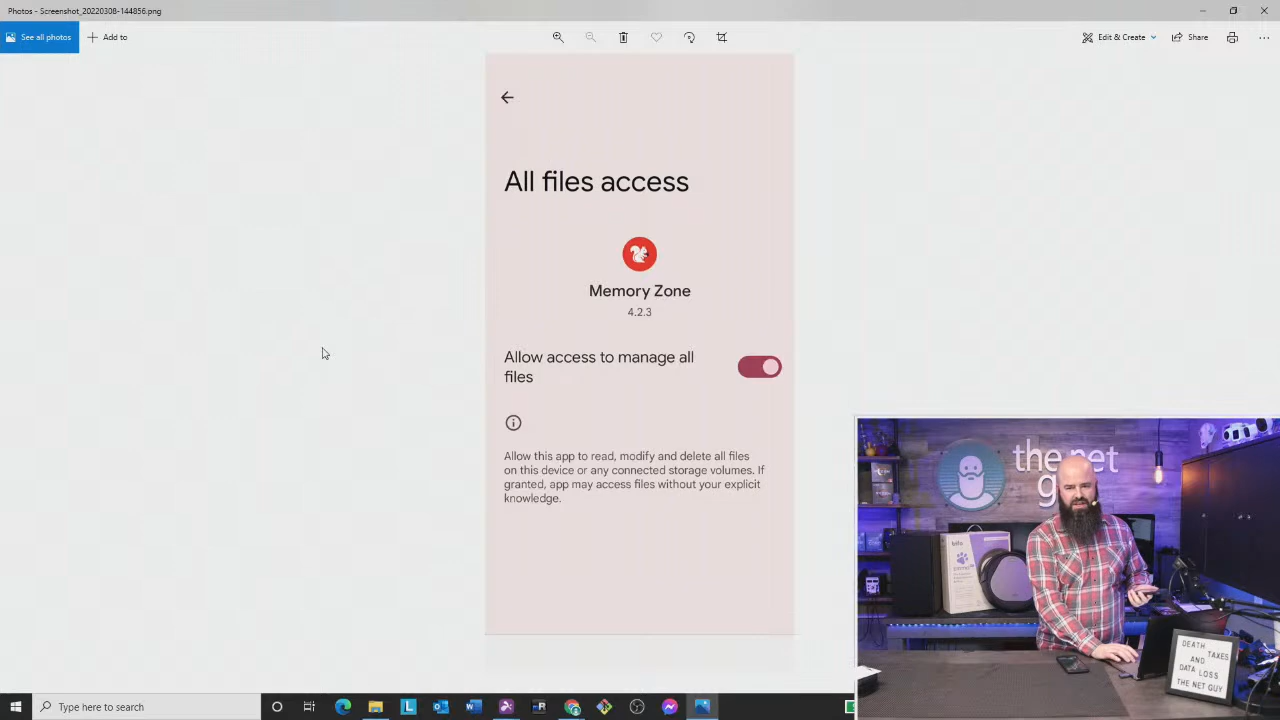 Photos - Screenshot_20220308-144856.png
See all photos
Add to
Edit & Create
Share
All files access
Memory Zone
4.2.3
Allow access to manage all
files
Allow this app to read, modify and delete all files
on this device or any connected storage volumes. If
granted, app may access files without your explicit
knowledge.
the net
g
DEATH
TAXES
AND
DATA LOSS
THE NET GUY
Type here to search